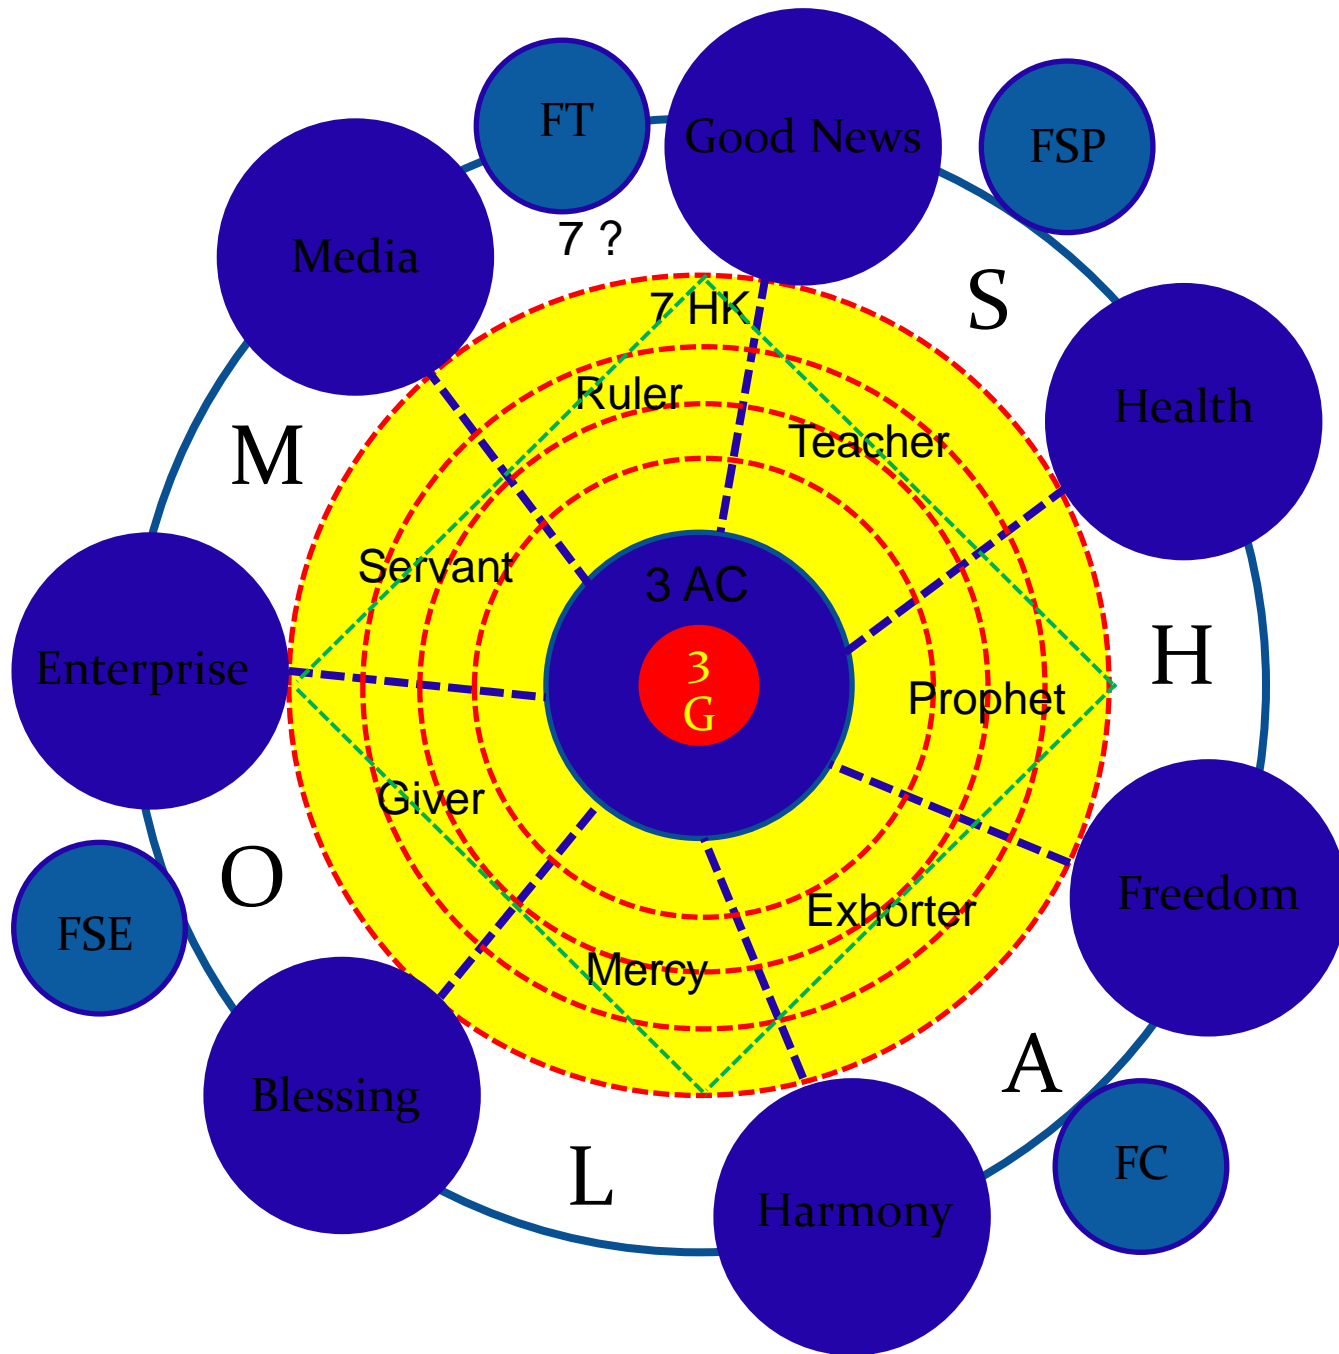 FT
Good News
FSP
7 ?
Media
S
7 HK
Ruler
Teacher
Health
M
Servant
3 AC
H
Enterprise
3
G
Prophet
Giver
O
Exhorter
Freedom
FSE
Mercy
A
Blessing
L
FC
Harmony